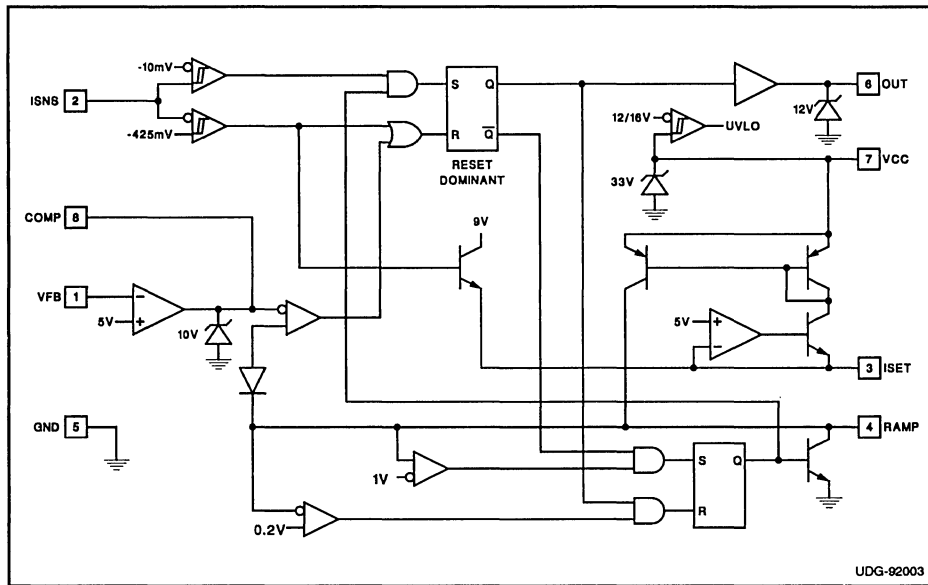 -10mV
ISNS 2
-425mV
S Q
R Q
RESET
DOMINANT
6 OUT
12V
12/16V
UVLO
7 VCC
33V
COMP 8
9V
VFB 1
5V
- +
10V
5V
+ -
3 ISET
GND 5
4 RAMP
1V
S Q
R
0.2V
UDG-92003